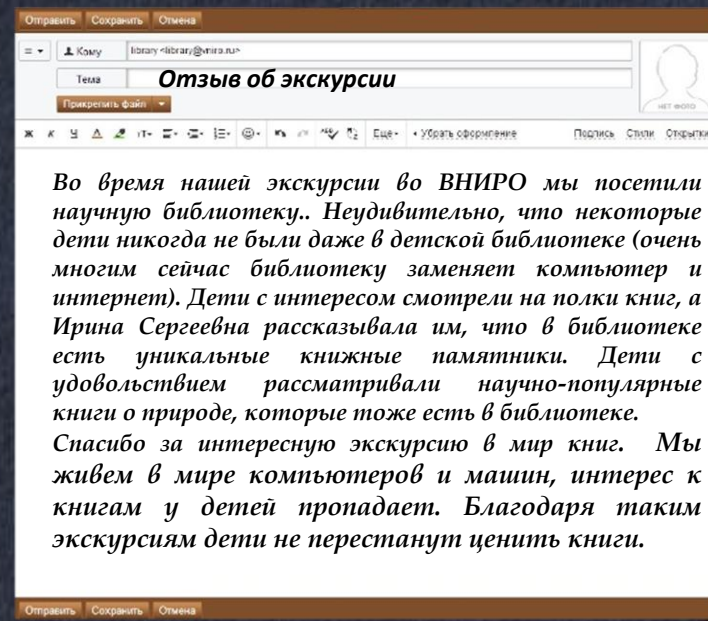 Отправить Сохранить Отмена
Кому library <library@vniro.ru>
Тема Отзыв об экскурсии
НЕТ ФОТО
Прикрепить файл
Ж К Ч А Еще Убрать оформление Подпись Стили Открытки
Во время нашей экскурсии во ВНИРО мы посетили
научную библиотеку.. Неудивительно, что некоторые
дети никогда не были даже в детской библиотеке (очень
многим сейчас библиотеку заменяет компьютер и
интернет). Дети с интересом смотрели на полки книг, а
Ирина Сергеевна рассказывала им, что в библиотеке
есть уникальные книжные памятники. Дети с
удовольствием рассматривали научно-популярные
книги о природе, которые тоже есть в библиотеке.
Спасибо за интересную экскурсию в мир книг. Мы
живем в мире компьютеров и машин, интерес к
книгам у детей пропадает. Благодаря таким
экскурсиям дети не перестанут ценить книги.
Отправить Сохранить Отмена